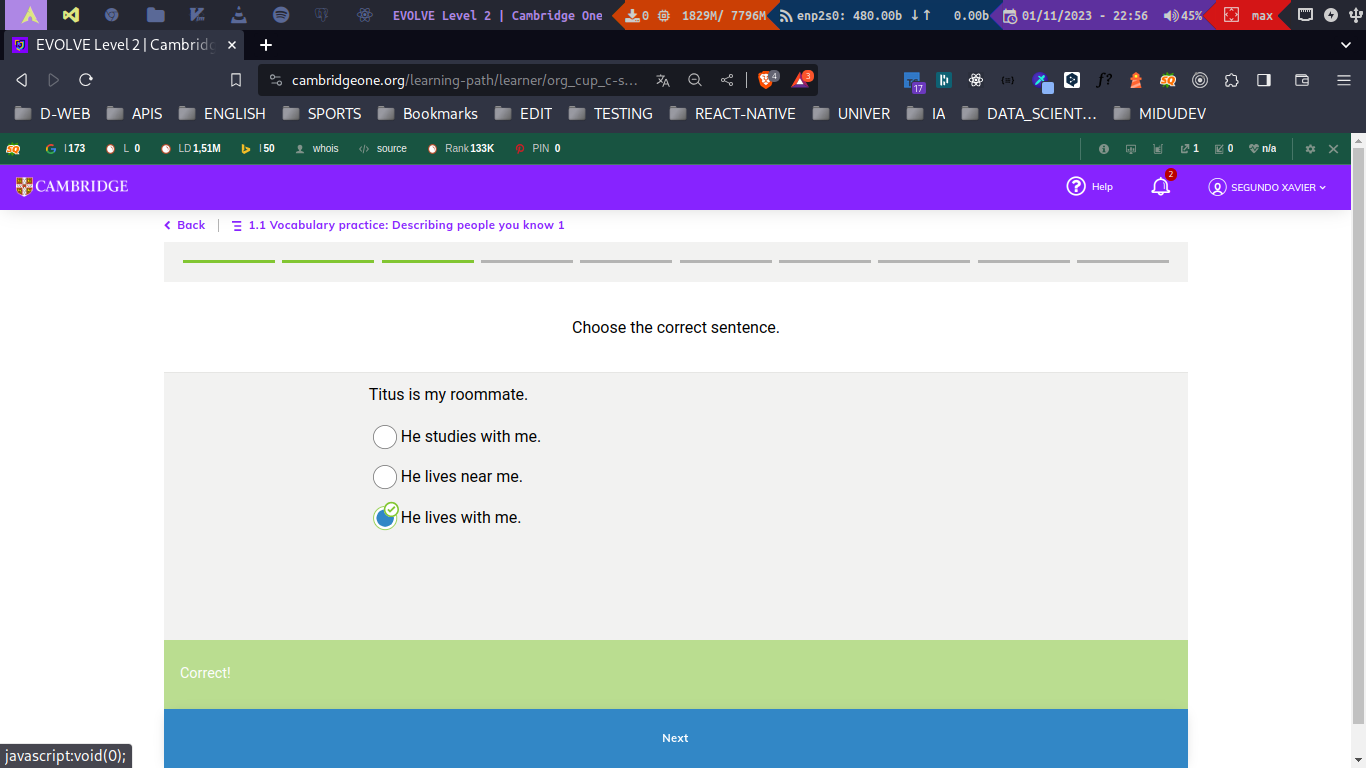 EVOLVE Level 2 | Cambridge One
0
1829M/ 7796M
enp2s0: 480.00b ↓↑ 0.00b
01/11/2023 - 22:56
45%
max
EVOLVE Level 2 | Cambridg
cambridgeone.org/learning-path/learner/org_cup_c-s...
4
3
17
D-WEB
APIS
ENGLISH
SPORTS
Bookmarks
EDIT
TESTING
REACT-NATIVE
UNIVER
IA
DATA_SCIENT...
MIDUDEV
I 173
L 0
LD 1,51M
I 50
whois
source
Rank 133K
PIN 0
1
0
n/a
CAMBRIDGE
Help
2
SEGUNDO XAVIER
Back
1.1 Vocabulary practice: Describing people you know 1
Choose the correct sentence.
Titus is my roommate.
He studies with me.
He lives near me.
He lives with me.
Correct!
Next
javascript:void(0);